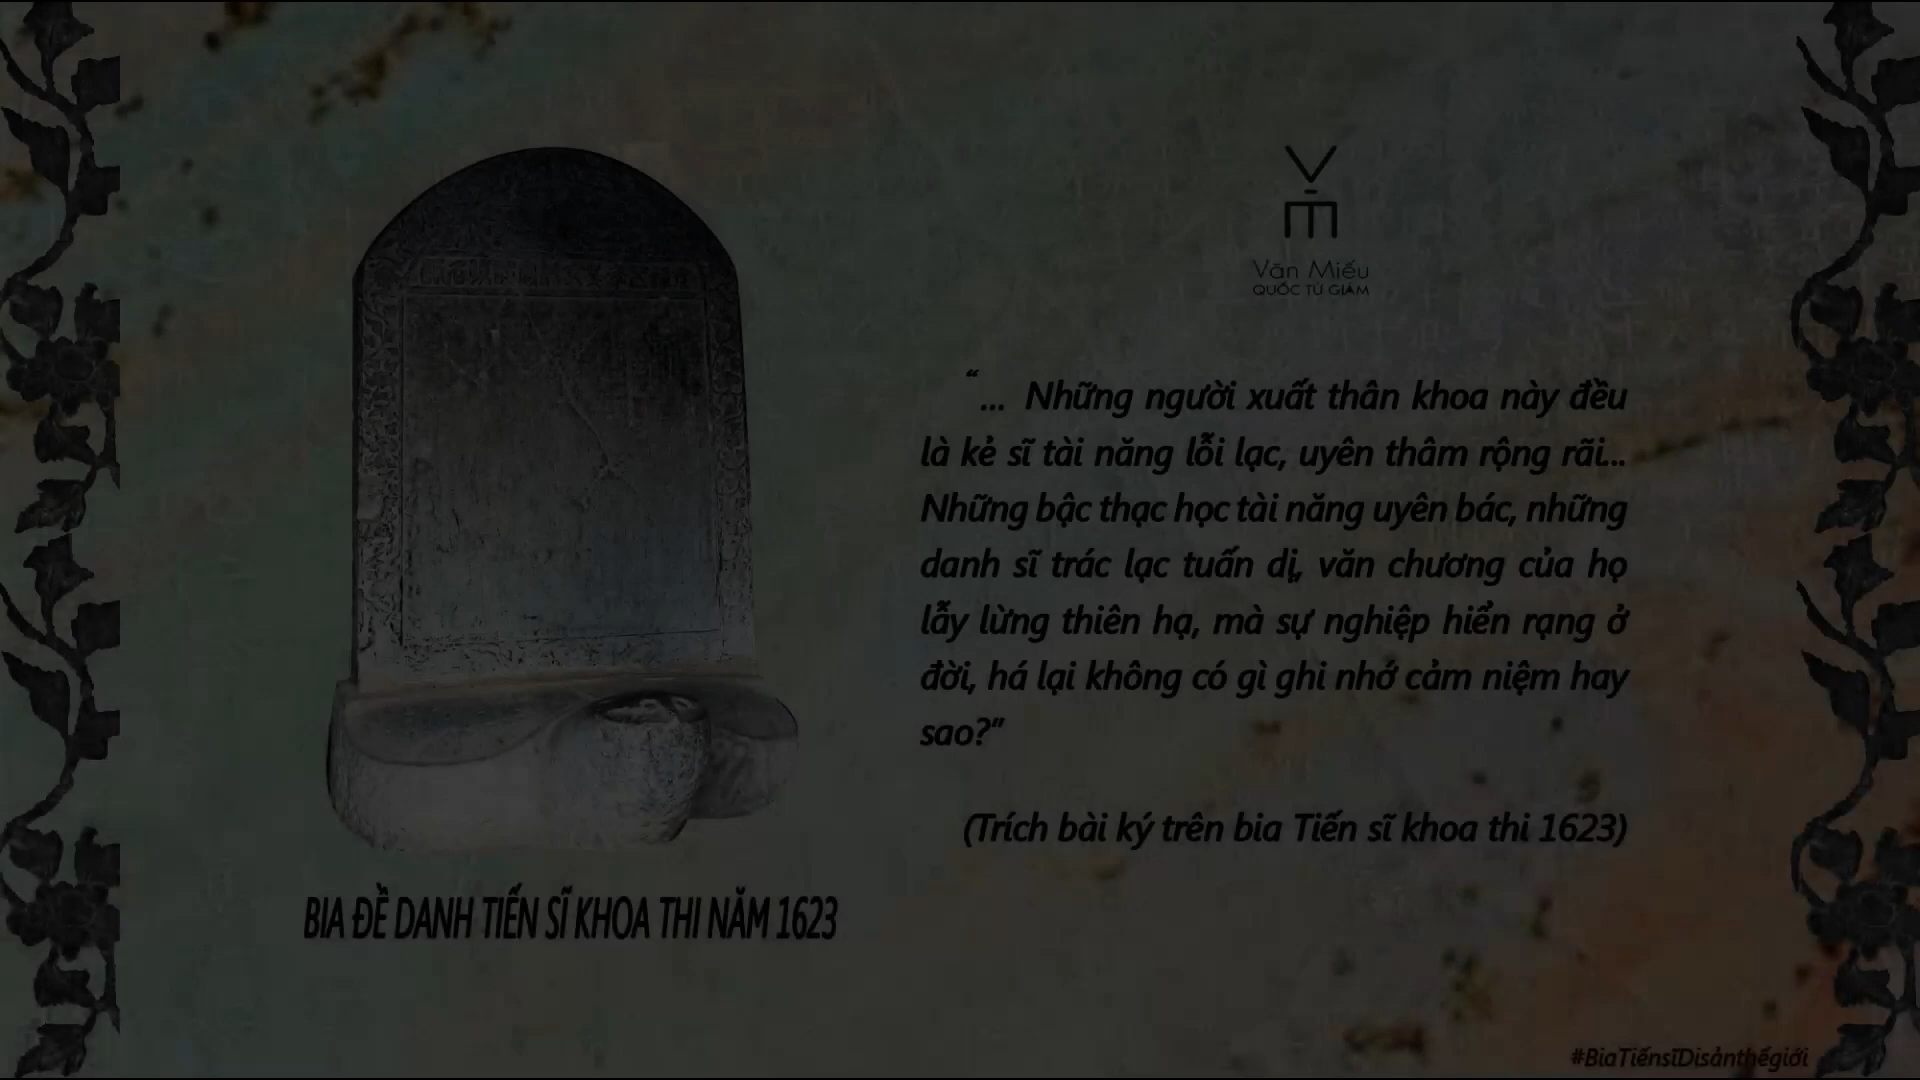 Văn Miếu
QUỐC TỬ GIÁM
“... Những người xuất thân khoa này đều
là kẻ sĩ tài năng lỗi lạc, uyên thâm rộng rãi...
Những bậc thạc học tài năng uyên bác, những
danh sĩ trác lạc tuấn dị, văn chương của họ
lẫy lừng thiên hạ, mà sự nghiệp hiển rạng ở
đời, há lại không có gì ghi nhớ cảm niệm hay
sao?”
(Trích bài ký trên bia Tiến sĩ khoa thi 1623)
BIA ĐỀ DANH TIẾN SĨ KHOA THI NĂM 1623
#BiaTiếnsĩDisảnthếgiới